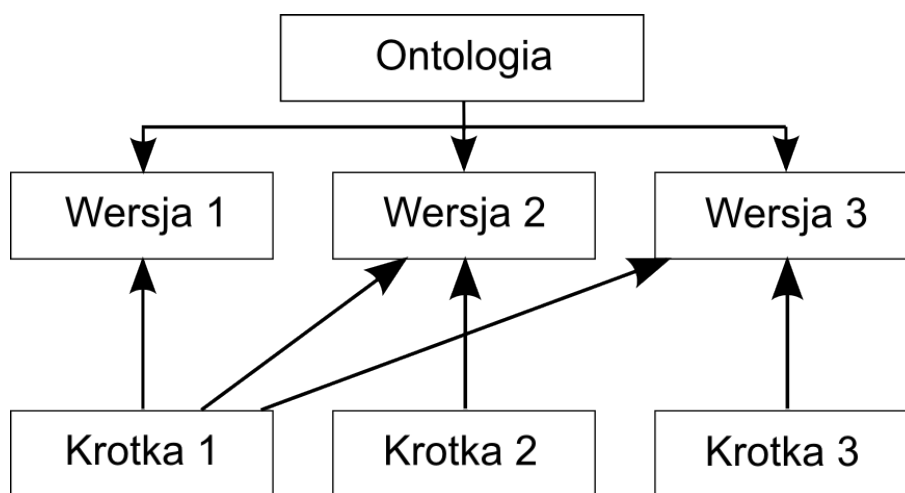 Ontologia
Wersja 1
Wersja 2
Wersja 3
Krotka 1
Krotka 2
Krotka 3